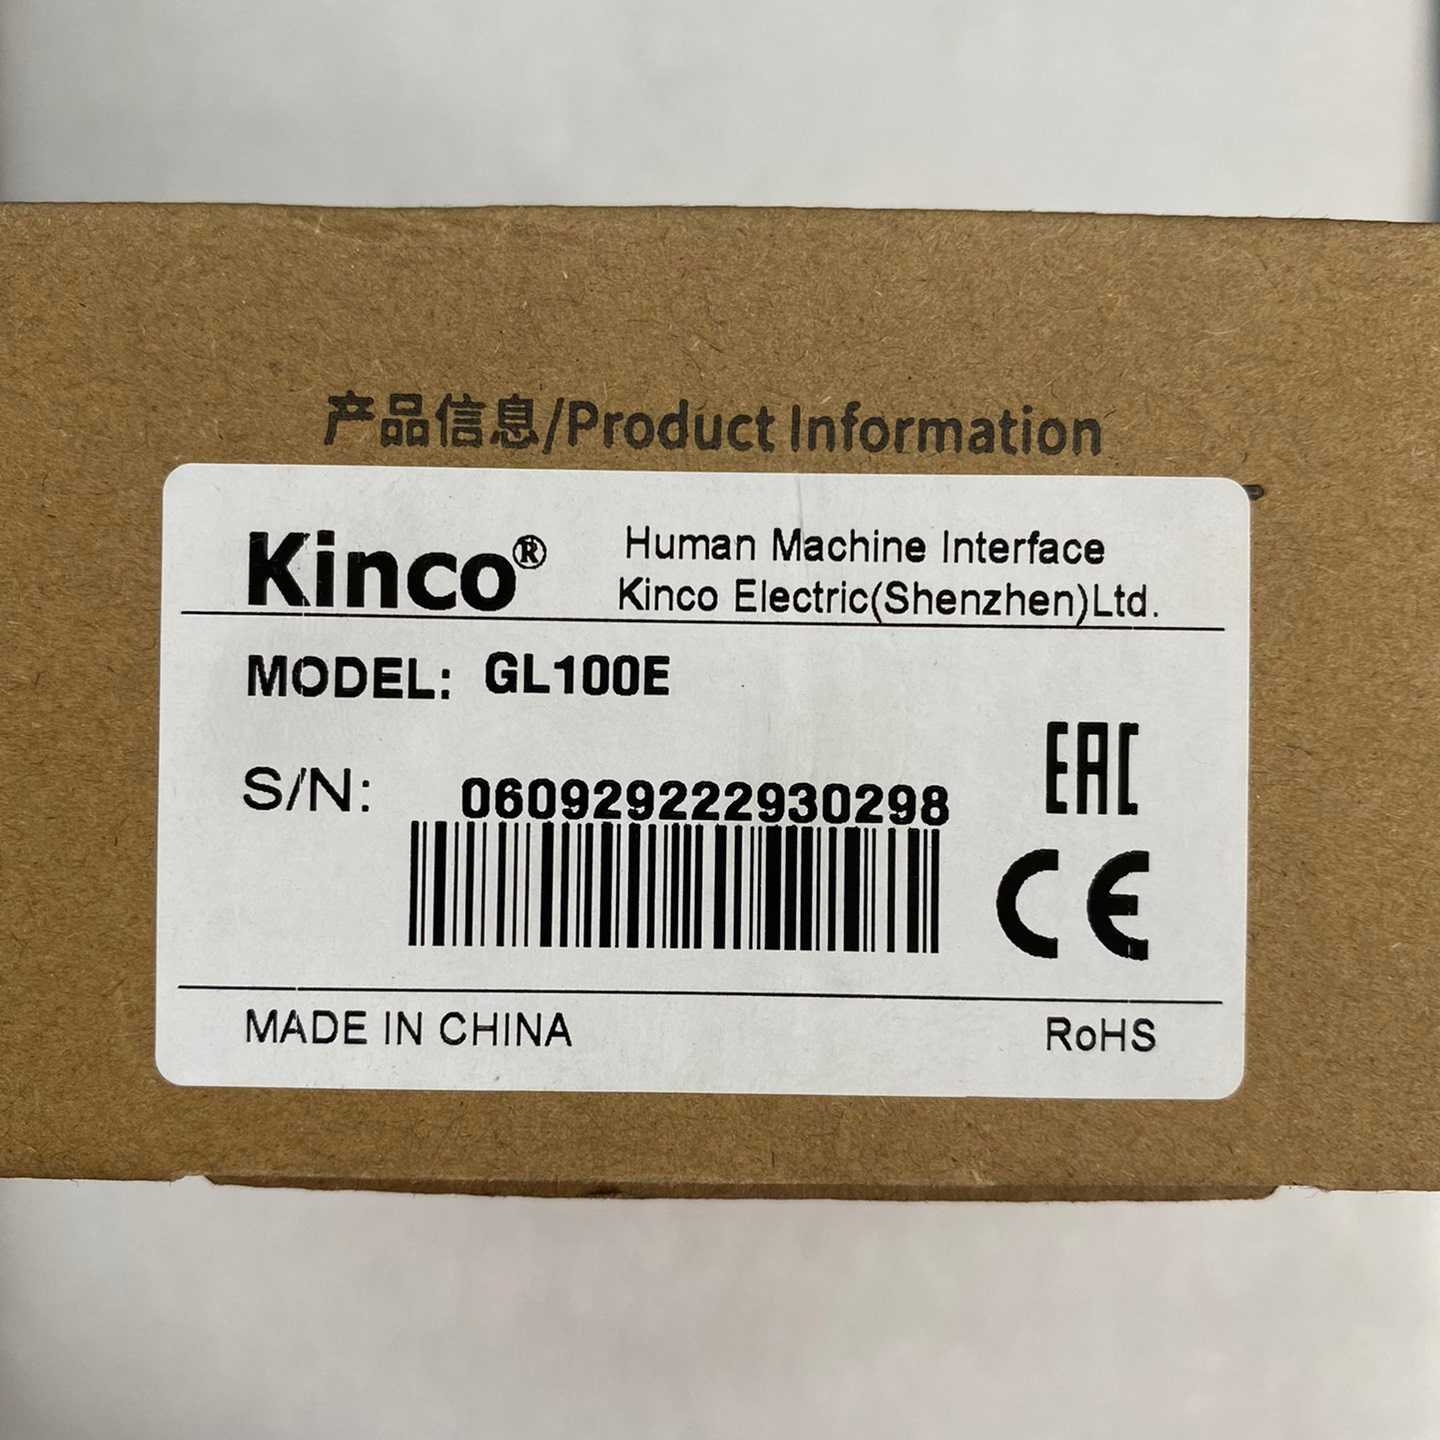 产品信息/Product Information
Kinco®
Human Machine Interface
Kinco Electric(Shenzhen)Ltd.
MODEL: GL100E
S/N: 0609292222930298
EAC
CE
MADE IN CHINA
RoHS